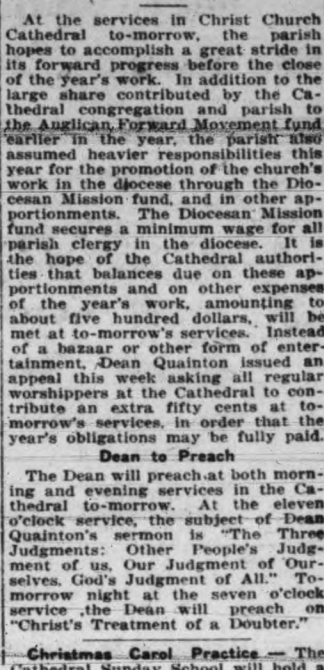 At the services in Christ Church
Cathedral to-morrow, the parish
hopes to accomplish a great stride in
its forward progress before the close
of the year's work. In addition to the
large share contributed by the Ca-
thedral congregation and parish to
the Anglican Forward Movement fund
earlier in the year, the parish also
assumed heavier responsibilities this
year for the promotion of the church's
work in the diocese through the Dio-
cesan Mission fund, and in other ap-
portionments. The Diocesan Mission
fund secures a minimum wage for all
parish clergy in the diocese. It is
the hope of the Cathedral authori-
ties that balances due on these ap-
portionments and on other expenses
of the year's work, amounting to
about five hundred dollars, will be
met at to-morrow's services. Instead
of a bazaar or other form of enter-
tainment, Dean Quainton issued an
appeal this week asking all regular
worshippers at the Cathedral to con-
tribute an extra fifty cents at to-
morrow's services, in order that the
year's obligations may be fully paid.
Dean to Preach
The Dean will preach at both morn-
ing and evening services in the Ca-
thedral to-morrow. At the eleven
o'clock service, the subject of Dean
Quainton's sermon is "The Three
Judgments: Other People's Judg-
ment of us, Our Judgment of Our-
selves, God's Judgment of All." To-
morrow night at the seven o'clock
service ,the Dean will preach on
"Christ's Treatment of a Doubter."
Christmas Carol Practice — The
Cathedral Sunday School will hold